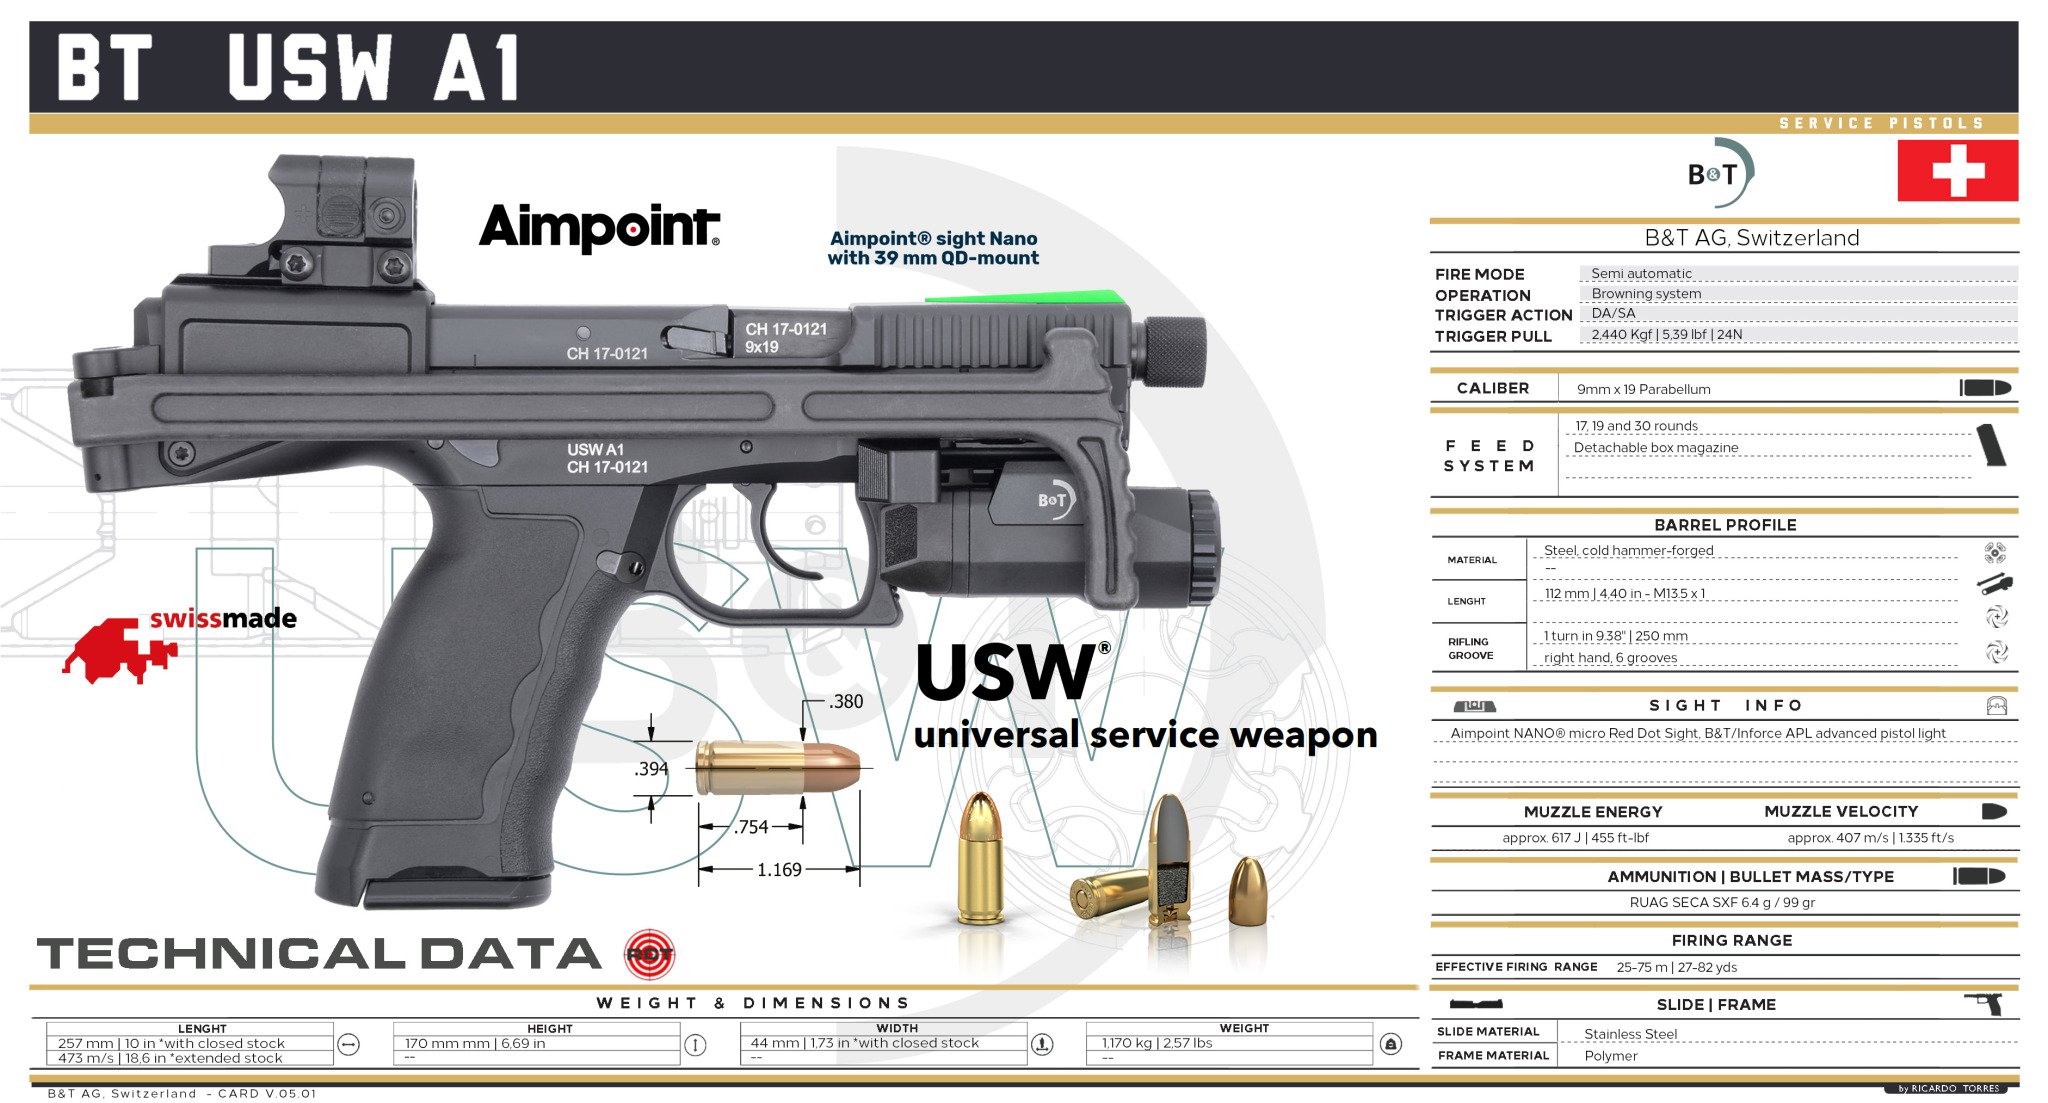 BT USW A1
SERVICE PISTOLS
B&T
Aimpoint®
Aimpoint® sight Nano
with 39 mm QD-mount
CH 17-0121
CH 17-0121
9x19
USW A1
CH 17-0121
B&T
swissmade
USW
B&T
USW®
universal service weapon
.380
.394
.754
1.169
TECHNICAL DATA
RDT
B&T AG, Switzerland
FIRE MODE Semi automatic
OPERATION Browning system
TRIGGER ACTION DA/SA
TRIGGER PULL 2,440 Kgf | 5,39 lbf | 24N
CALIBER 9mm x 19 Parabellum
FEED
SYSTEM
17, 19 and 30 rounds
Detachable box magazine
BARREL PROFILE
MATERIAL Steel, cold hammer-forged
--
LENGHT 112 mm | 4.40 in - M13.5 x 1
RIFLING
GROOVE
1 turn in 9.38" | 250 mm
right hand, 6 grooves
SIGHT INFO
Aimpoint NANO® micro Red Dot Sight, B&T/Inforce APL advanced pistol light
MUZZLE ENERGY MUZZLE VELOCITY
approx. 617 J | 455 ft-lbf approx. 407 m/s | 1.335 ft/s
AMMUNITION | BULLET MASS/TYPE
RUAG SECA SXF 6.4 g / 99 gr
FIRING RANGE
EFFECTIVE FIRING RANGE 25-75 m | 27-82 yds
SLIDE | FRAME
SLIDE MATERIAL Stainless Steel
FRAME MATERIAL Polymer
WEIGHT & DIMENSIONS
LENGHT HEIGHT WIDTH WEIGHT
257 mm | 10 in *with closed stock 170 mm mm | 6,69 in 44 mm | 1,73 in *with closed stock 1,170 kg | 2,57 lbs
473 m/s | 18,6 in *extended stock -- -- --
B&T AG, Switzerland - CARD V.05.01
by RICARDO TORRES